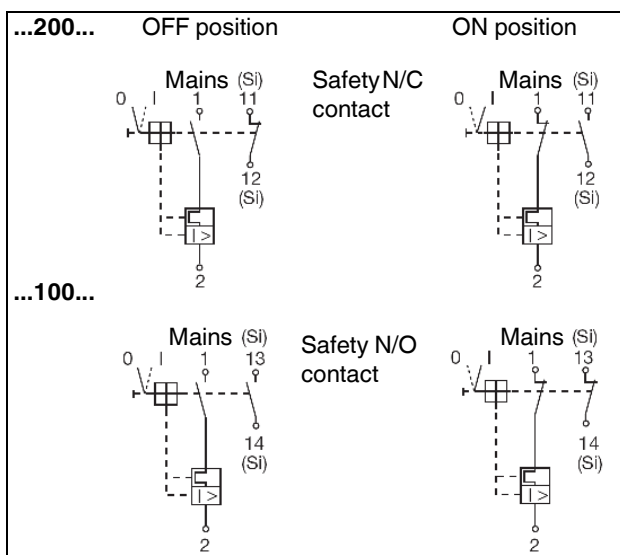 ...200... OFF position ON position
Mains (Si) Safety N/C Mains (Si)
0 I 1 11 contact 0 I 1 11
12 12
(Si) (Si)
I > I >
2 2
...100...
Mains (Si) Safety N/O Mains (Si)
0 I 1 13 contact 0 I 1 13
14 14
(Si) (Si)
I > I >
2 2